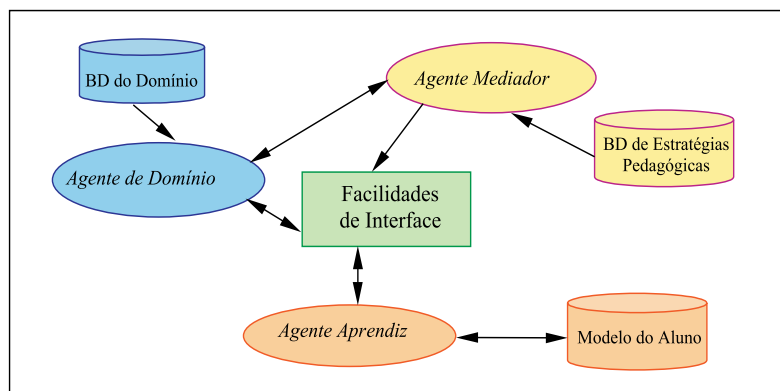 BD do Domínio
Agente Mediador
BD de Estratégias
Pedagógicas
Agente de Domínio
Facilidades
de Interface
Agente Aprendiz
Modelo do Aluno